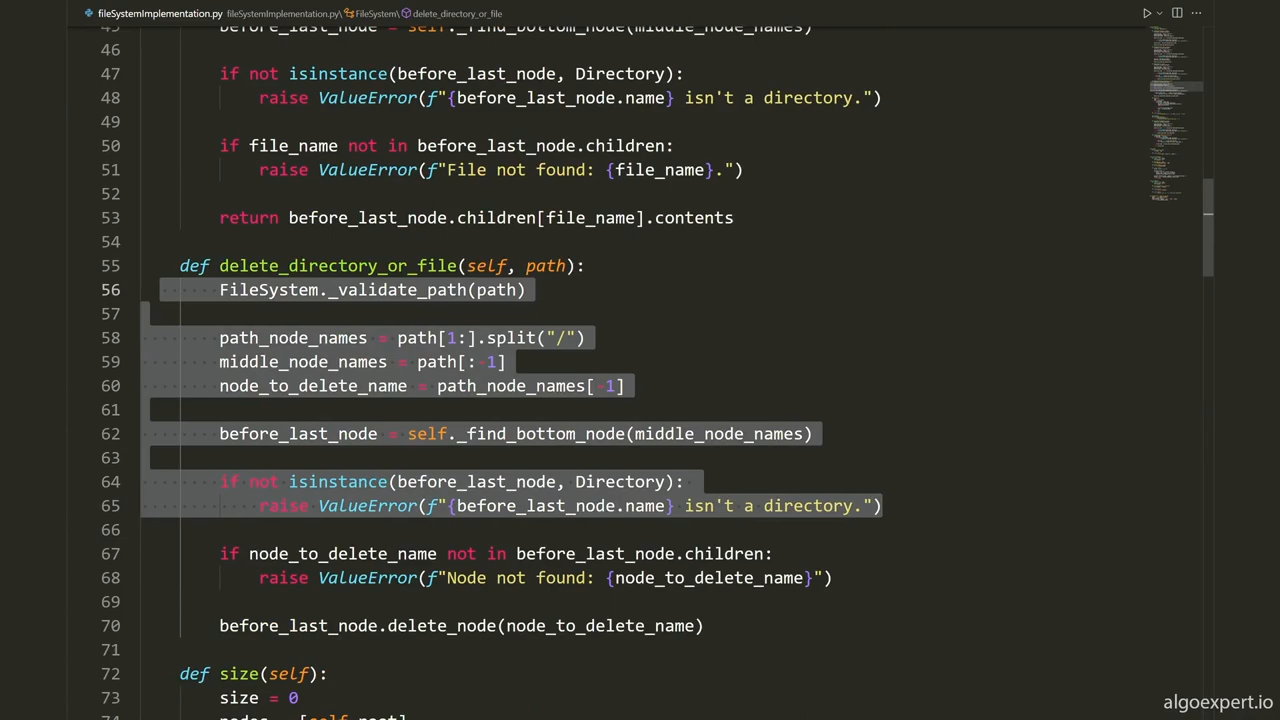 fileSystemImplementation.py fileSystemImplementation.py\ FileSystem\ delete_directory_or_file
45 before_last_node = self._find_bottom_node(middle_node_names)
46
47 if not isinstance(before_last_node, Directory):
48 raise ValueError(f"{before_last_node.name} isn't a directory.")
49
50 if file_name not in before_last_node.children:
51 raise ValueError(f"File not found: {file_name}.")
52
53 return before_last_node.children[file_name].contents
54
55 def delete_directory_or_file(self, path):
56 FileSystem._validate_path(path)
57
58 path_node_names = path[1:].split("/")
59 middle_node_names = path[:-1]
60 node_to_delete_name = path_node_names[-1]
61
62 before_last_node = self._find_bottom_node(middle_node_names)
63
64 if not isinstance(before_last_node, Directory):
65 raise ValueError(f"{before_last_node.name} isn't a directory.")
66
67 if node_to_delete_name not in before_last_node.children:
68 raise ValueError(f"Node not found: {node_to_delete_name}")
69
70 before_last_node.delete_node(node_to_delete_name)
71
72 def size(self):
73 size = 0
algoexpert.io